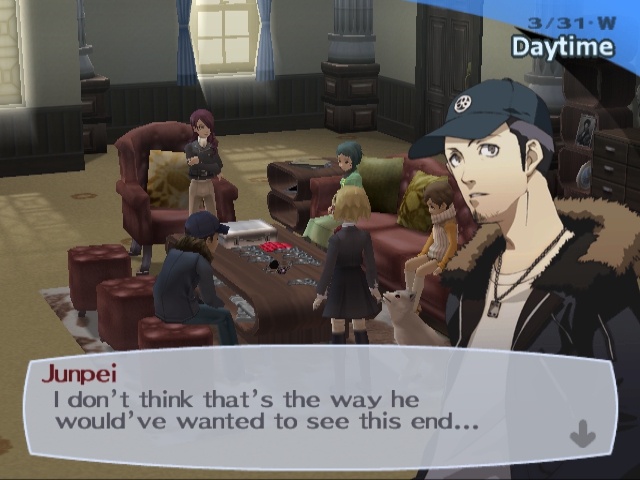 3/31·W
Daytime
Junpei
I don't think that's the way he
would've wanted to see this end...